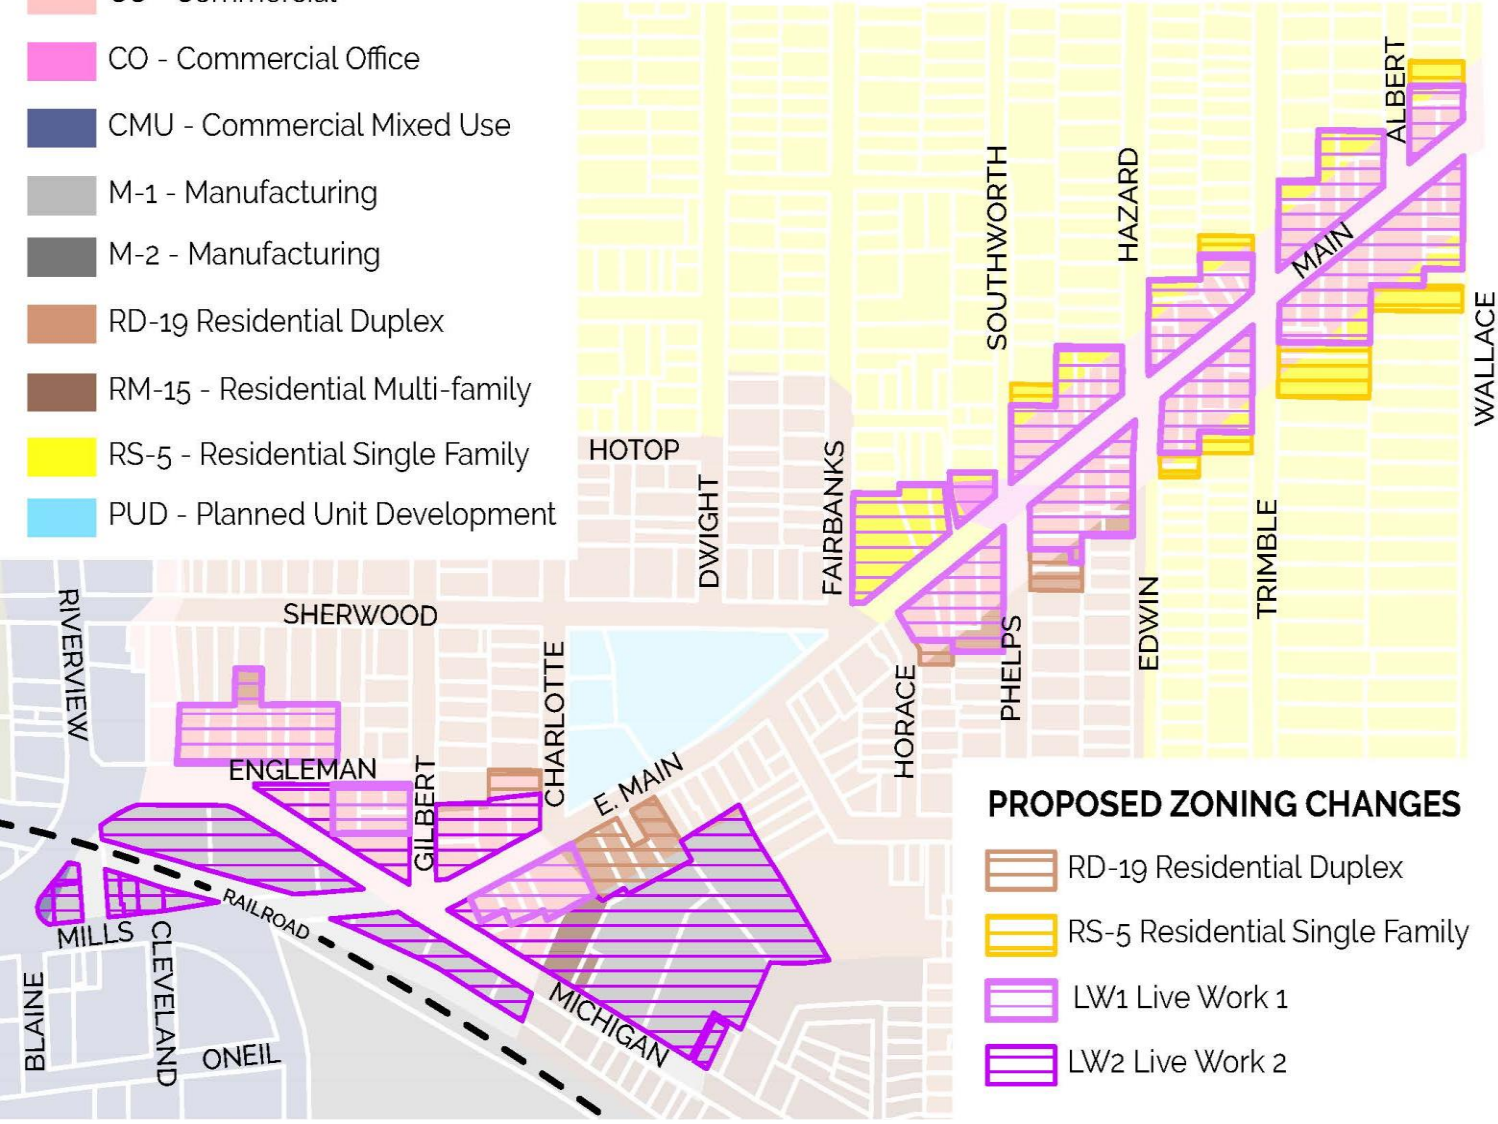 CO - Commercial Office
CMU - Commercial Mixed Use
M-1 - Manufacturing
M-2 - Manufacturing
RD-19 Residential Duplex
RM-15 - Residential Multi-family
RS-5 - Residential Single Family
PUD - Planned Unit Development
ALBERT
SOUTHWORTH
HAZARD
MAIN
WALLACE
HOTOP
DWIGHT
FAIRBANKS
TRIMBLE
EDWIN
PHELPS
HORACE
RIVERVIEW
SHERWOOD
CHARLOTTE
ENGLEMAN
GILBERT
E. MAIN
RAILROAD
MILLS
CLEVELAND
BLAINE
ONEIL
MICHIGAN
PROPOSED ZONING CHANGES
RD-19 Residential Duplex
RS-5 Residential Single Family
LW1 Live Work 1
LW2 Live Work 2